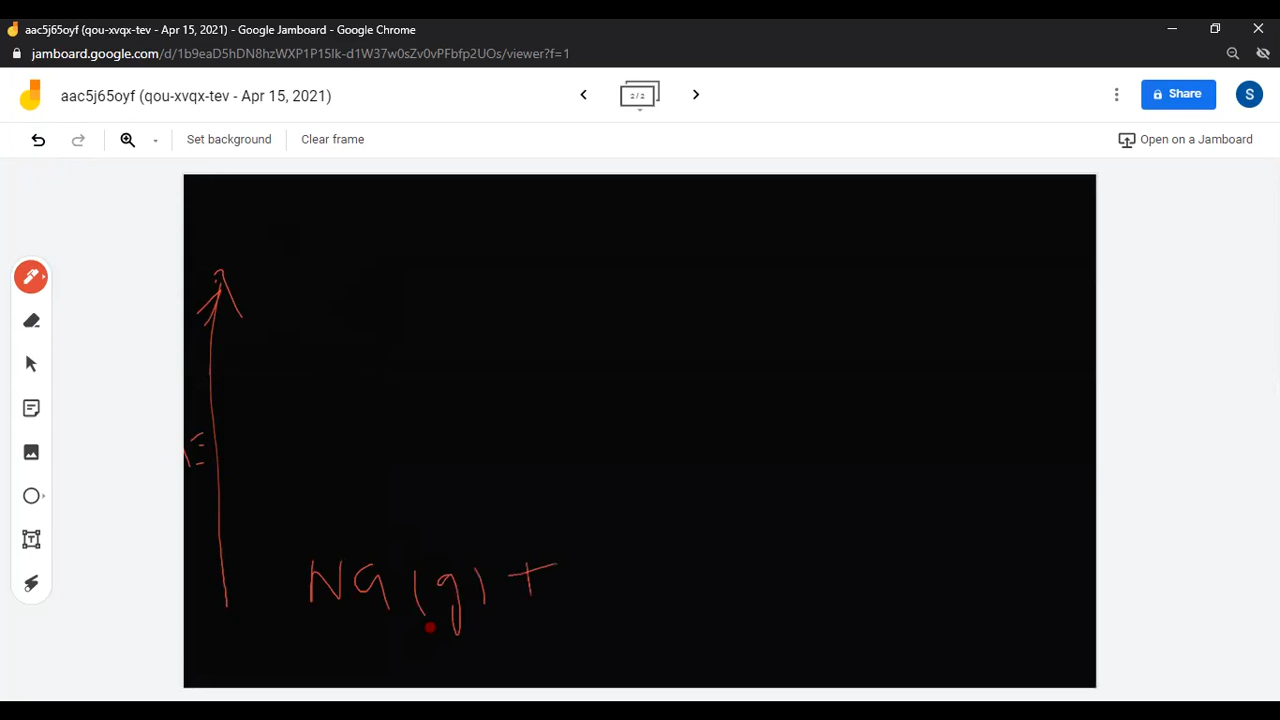 aac5j65oyf (qou-xvqx-tev - Apr 15, 2021) - Google Jamboard - Google Chrome
jamboard.google.com/d/1b9eaD5hDN8hzWXP1P15lk-d1W37w0sZv0vPFbfp2UOs/viewer?f=1
aac5j65oyf (qou-xvqx-tev - Apr 15, 2021)
2 / 2
Share
S
Set background
Clear frame
Open on a Jamboard
E
Na (g) +